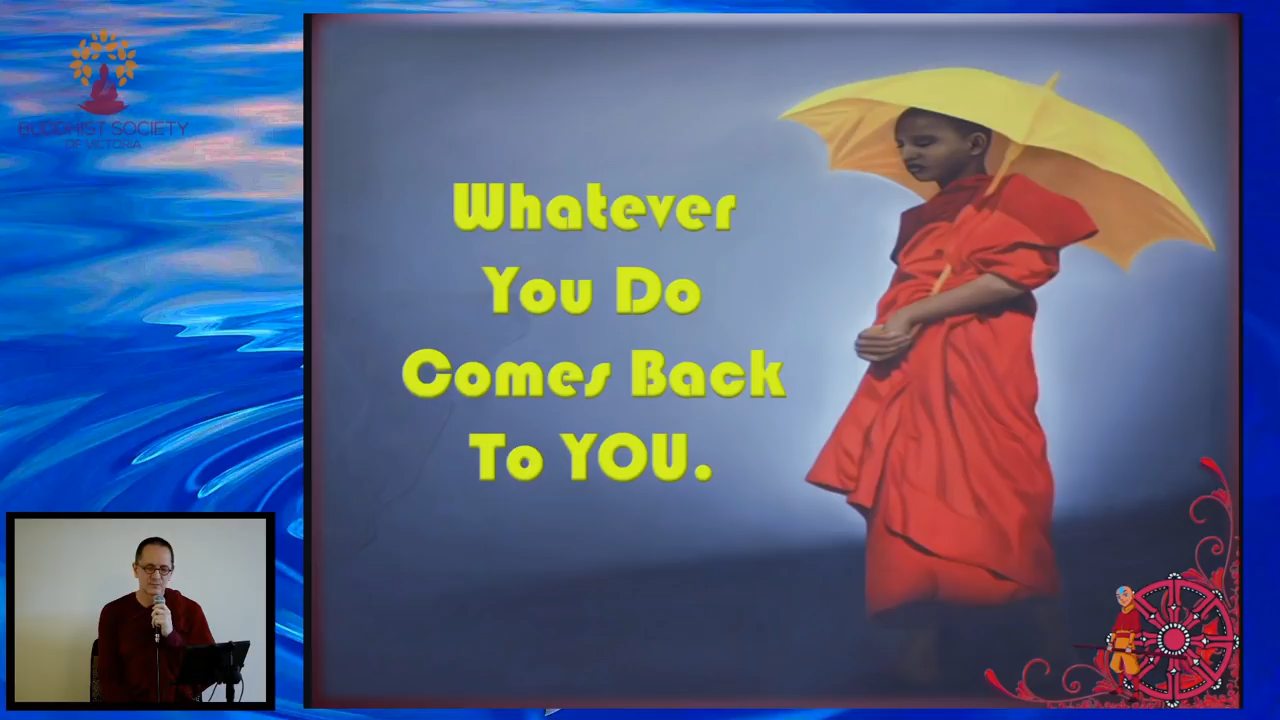 BUDDHIST SOCIETY
OF VICTORIA
Whatever
You Do
Comes Back
To YOU.